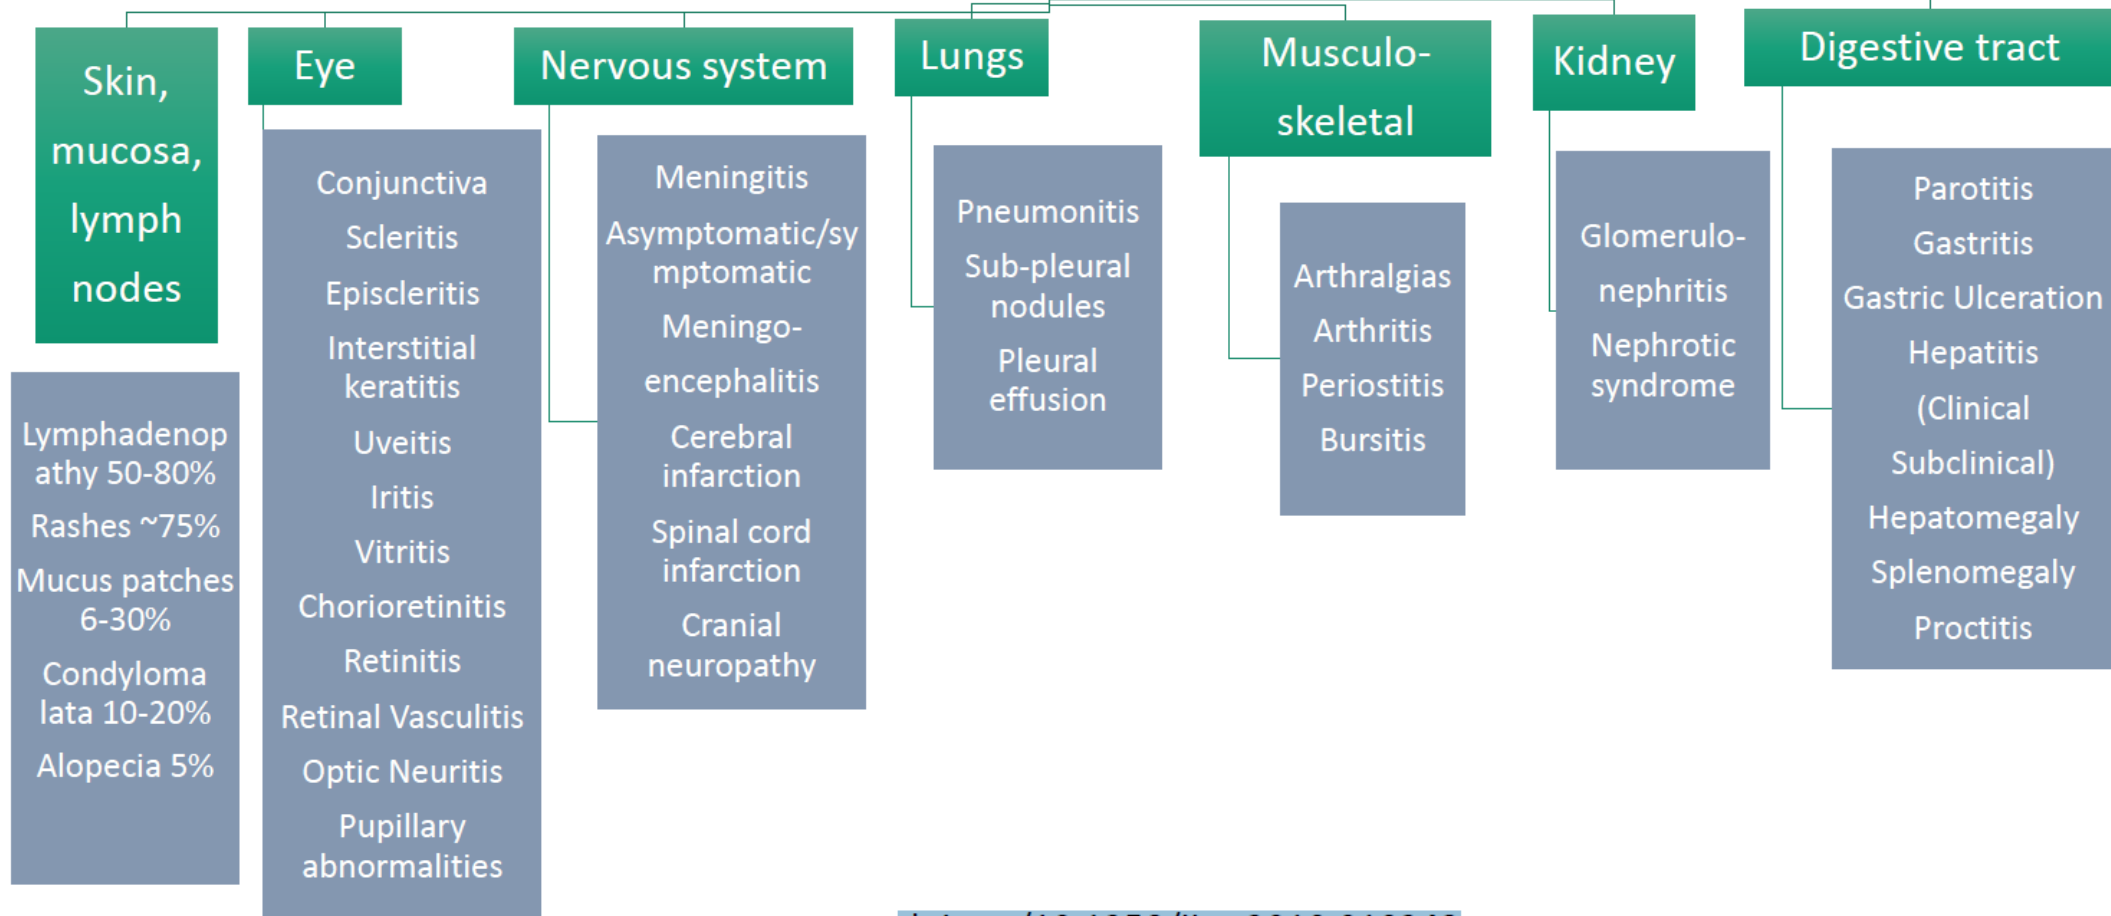 Skin,
mucosa,
lymph
nodes
Lymphadenop
athy 50-80%
Rashes ~75%
Mucus patches
6-30%
Condyloma
lata 10-20%
Alopecia 5%
Eye
Conjunctiva
Scleritis
Episcleritis
Interstitial
keratitis
Uveitis
Iritis
Vitritis
Chorioretinitis
Retinitis
Retinal Vasculitis
Optic Neuritis
Pupillary
abnormalities
Nervous system
Meningitis
Asymptomatic/sy
mptomatic
Meningo-
encephalitis
Cerebral
infarction
Spinal cord
infarction
Cranial
neuropathy
Lungs
Pneumonitis
Sub-pleural
nodules
Pleural
effusion
Musculo-
skeletal
Arthralgias
Arthritis
Periostitis
Bursitis
Kidney
Glomerulo-
nephritis
Nephrotic
syndrome
Digestive tract
Parotitis
Gastritis
Gastric Ulceration
Hepatitis
(Clinical
Subclinical)
Hepatomegaly
Splenomegaly
Proctitis